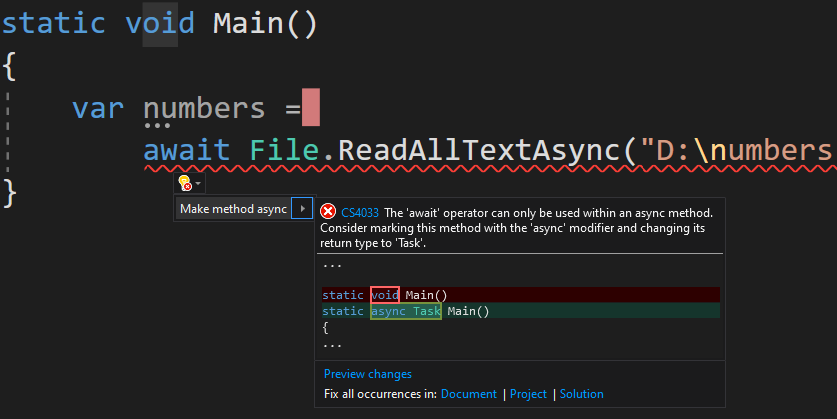 static void Main()
{
var numbers =
await File.ReadAllTextAsync("D:\numbers
}
Make method async
CS4033 The 'await' operator can only be used within an async method.
Consider marking this method with the 'async' modifier and changing its
return type to 'Task'.
...
static void Main()
static async Task Main()
{
...
Preview changes
Fix all occurrences in: Document | Project | Solution